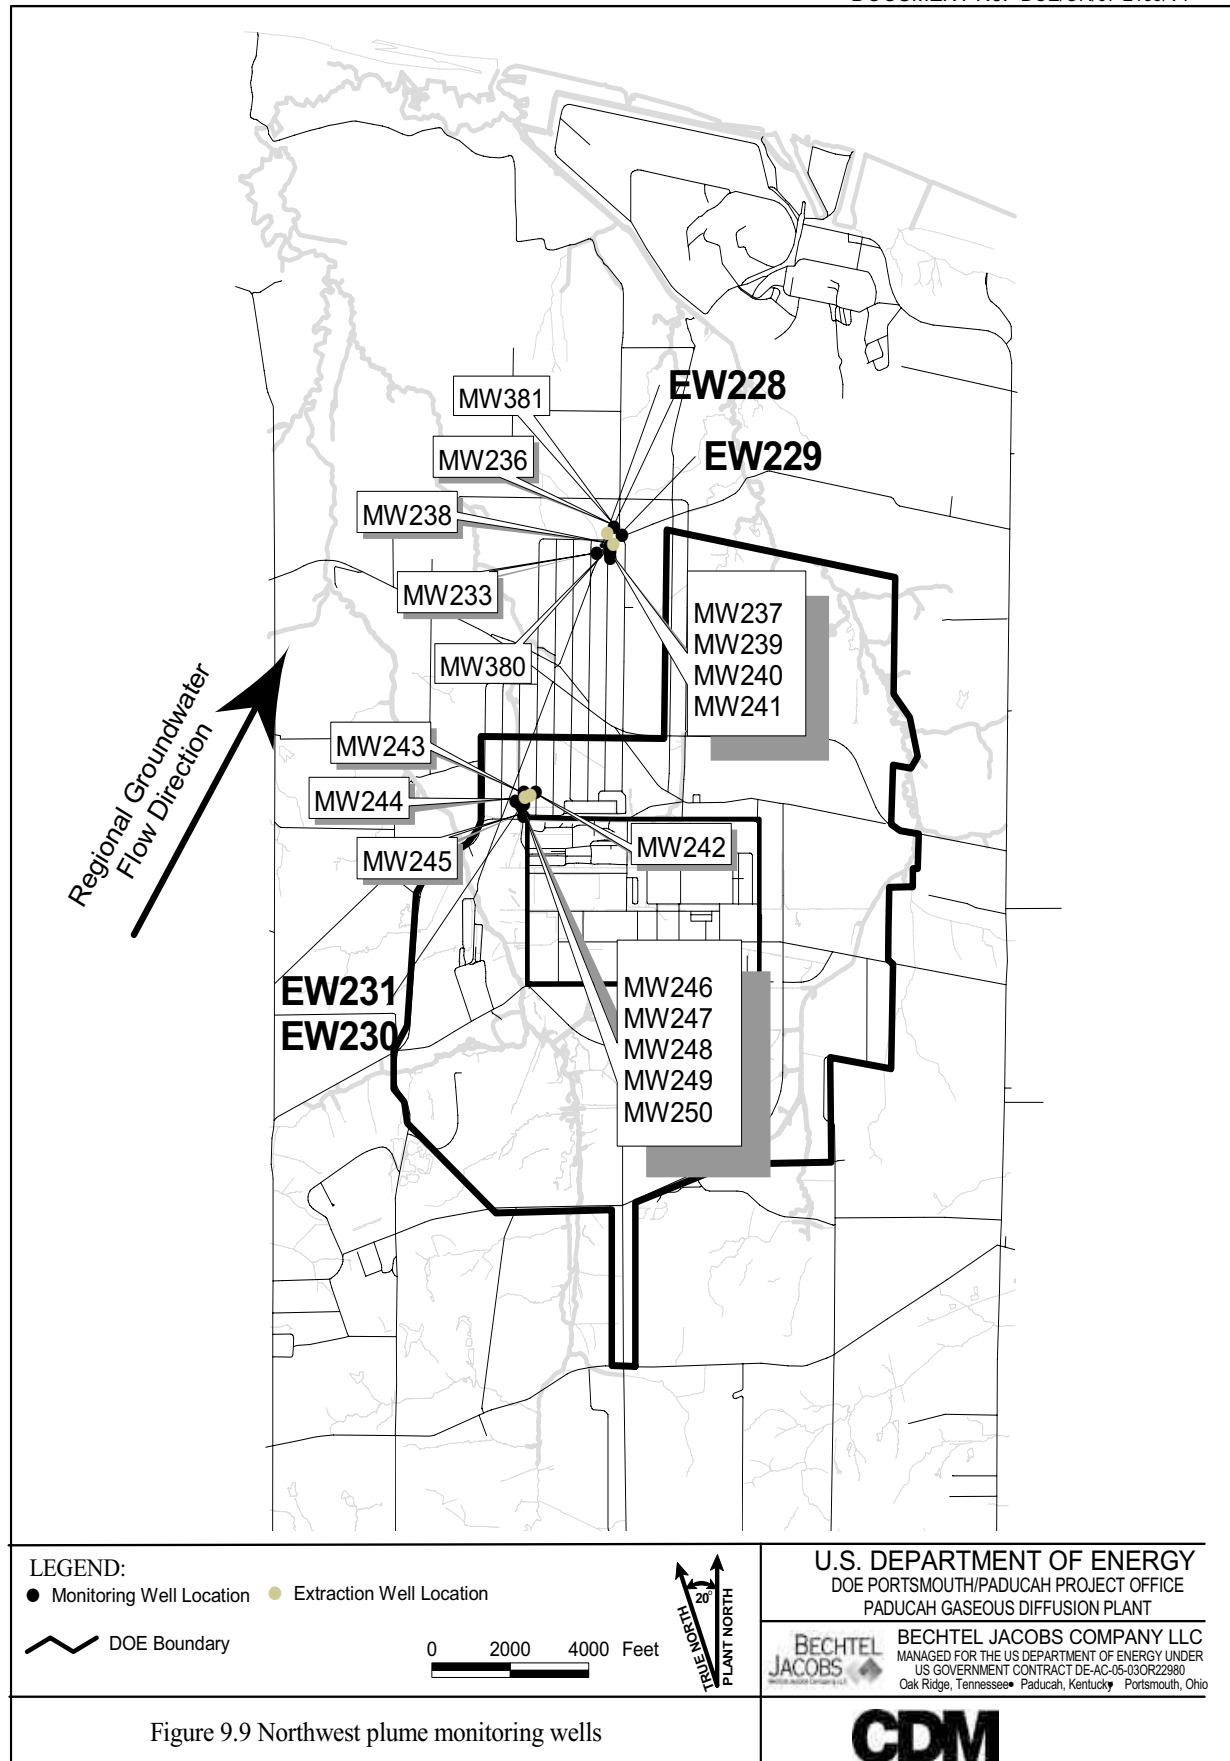 EW228
MW381
EW229
MW236
MW238
MW233
MW237
MW239
MW240
MW241
MW380
Regional Groundwater
Flow Direction
MW243
MW244
MW242
MW245
EW231
EW230
MW246
MW247
MW248
MW249
MW250
LEGEND:
Monitoring Well Location
Extraction Well Location
DOE Boundary
0 2000 4000 Feet
20°
TRUE NORTH
PLANT NORTH
U.S. DEPARTMENT OF ENERGY
DOE PORTSMOUTH/PADUCAH PROJECT OFFICE
PADUCAH GASEOUS DIFFUSION PLANT
BECHTEL
JACOBS
BECHTEL JACOBS COMPANY LLC
MANAGED FOR THE US DEPARTMENT OF ENERGY UNDER
US GOVERNMENT CONTRACT DE-AC-05-03OR22980
Oak Ridge, Tennessee• Paducah, Kentucky• Portsmouth, Ohio
Figure 9.9 Northwest plume monitoring wells
CDM